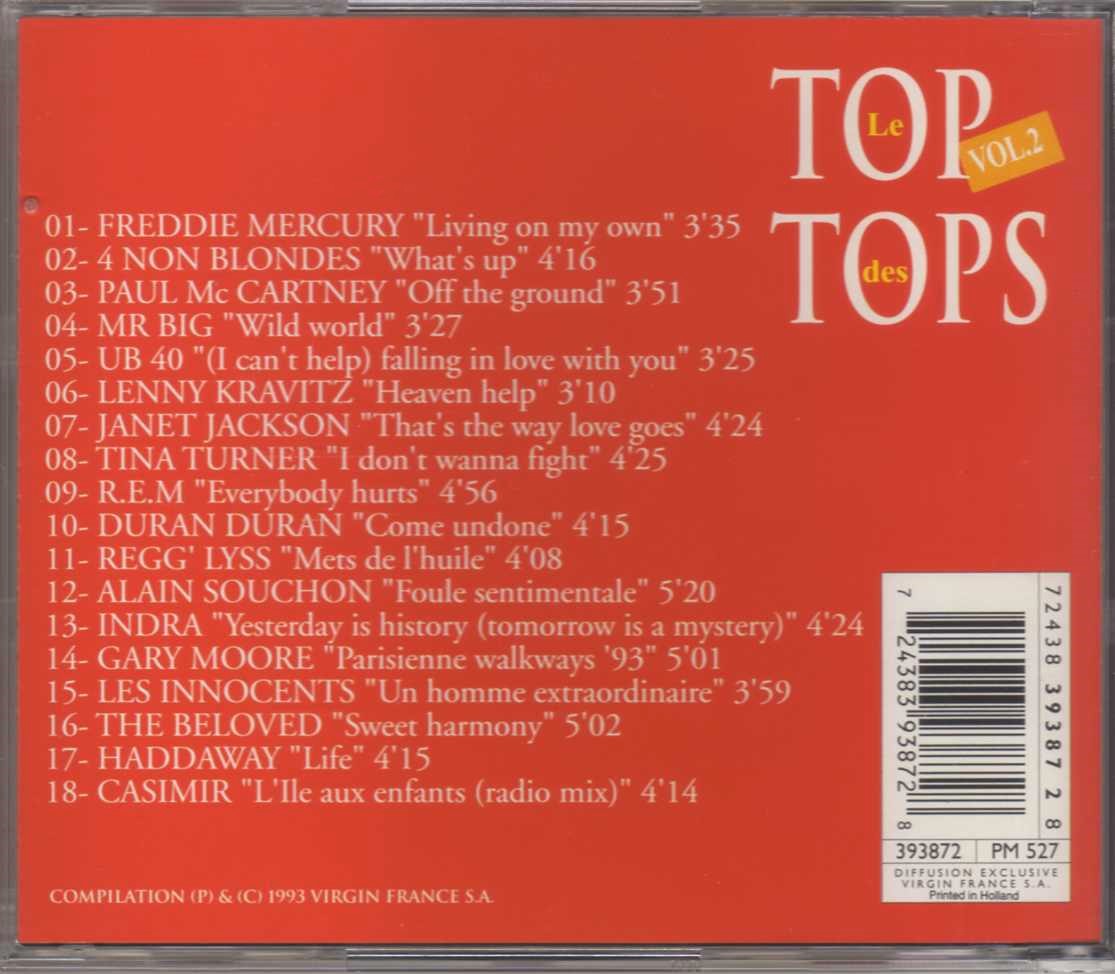 Le
TOP
VOL.2
des
TOPS
01- FREDDIE MERCURY "Living on my own" 3'35
02- 4 NON BLONDES "What's up" 4'16
03- PAUL Mc CARTNEY "Off the ground" 3'51
04- MR BIG "Wild world" 3'27
05- UB 40 "(I can't help) falling in love with you" 3'25
06- LENNY KRAVITZ "Heaven help" 3'10
07- JANET JACKSON "That's the way love goes" 4'24
08- TINA TURNER "I don't wanna fight" 4'25
09- R.E.M "Everybody hurts" 4'56
10- DURAN DURAN "Come undone" 4'15
11- REGG' LYSS "Mets de l'huile" 4'08
12- ALAIN SOUCHON "Foule sentimentale" 5'20
13- INDRA "Yesterday is history (tomorrow is a mystery)" 4'24
14- GARY MOORE "Parisienne walkways '93" 5'01
15- LES INNOCENTS "Un homme extraordinaire" 3'59
16- THE BELOVED "Sweet harmony" 5'02
17- HADDAWAY "Life" 4'15
18- CASIMIR "L'Ile aux enfants (radio mix)" 4'14
72438 39387 2 8
7 24383 93872 8
393872 PM 527
DIFFUSION EXCLUSIVE
VIRGIN FRANCE S.A.
Printed in Holland
COMPILATION (P) & (C) 1993 VIRGIN FRANCE S.A.